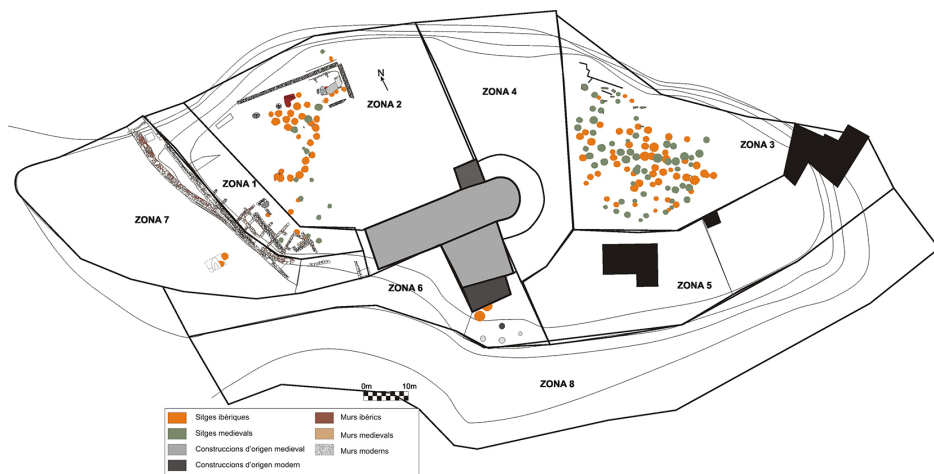 N
ZONA 2
ZONA 4
ZONA 3
ZONA 1
ZONA 7
ZONA 6
ZONA 5
ZONA 8
0m 10m
Sitges ibèriques
Sitges medievals
Construccions d'origen medieval
Construccions d'origen modern
Murs ibèrics
Murs medievals
Murs moderns